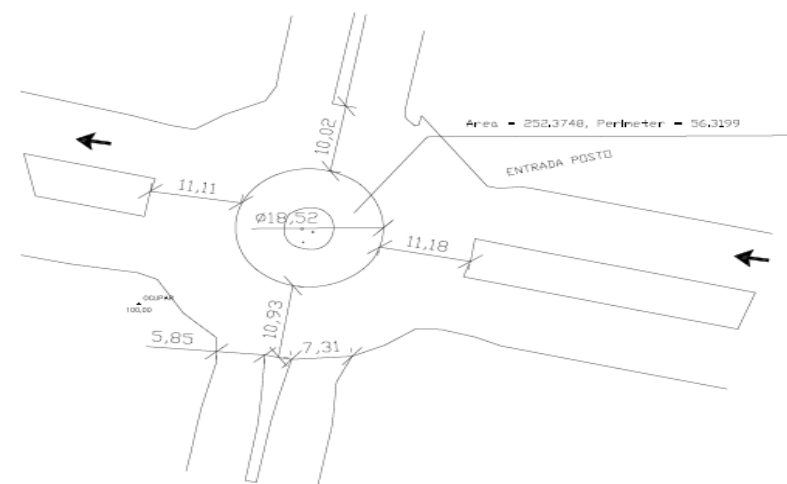 10,02
Area = 252.3748, Perimeter = 56.3199
ENTRADA POSTO
11,11
Ø18,52
11,18
OCUPAR
100,00
10,93
5,85
7,31